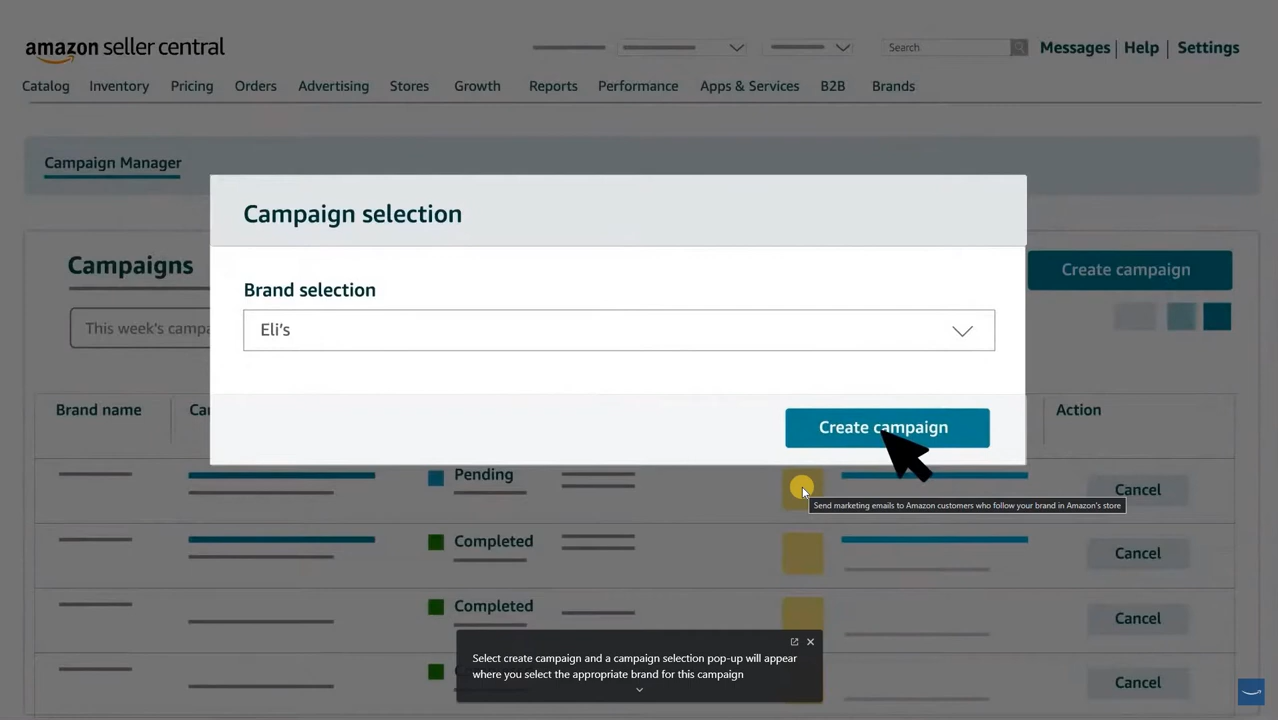 amazon seller central
Search
Messages | Help | Settings
Catalog Inventory Pricing Orders Advertising Stores Growth Reports Performance Apps & Services B2B Brands
Campaign Manager
Campaign selection
Campaigns
Create campaign
Brand selection
This week's campa
Eli's
Brand name
Ca
Action
Create campaign
Pending
Cancel
Send marketing emails to Amazon customers who follow your brand in Amazon's store
Completed
Cancel
Completed
Cancel
Select create campaign and a campaign selection pop-up will appear
where you select the appropriate brand for this campaign
Cancel